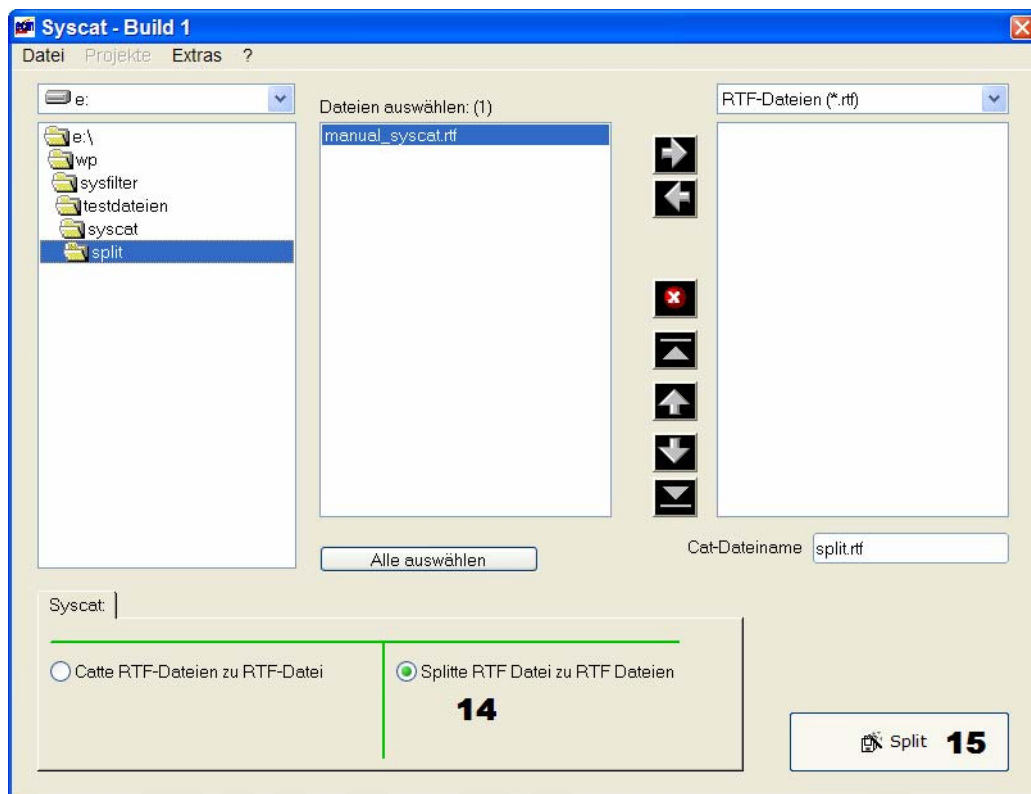 Syscat - Build 1
Datei Projekte Extras ?
e:
Dateien auswählen: (1)
RTF-Dateien (*.rtf)
e:\
wp
sysfilter
testdateien
syscat
split
manual_syscat.rtf
Alle auswählen
Cat-Dateiname split.rtf
Syscat:
Catte RTF-Dateien zu RTF-Datei
Splitte RTF Datei zu RTF Dateien
14
Split 15